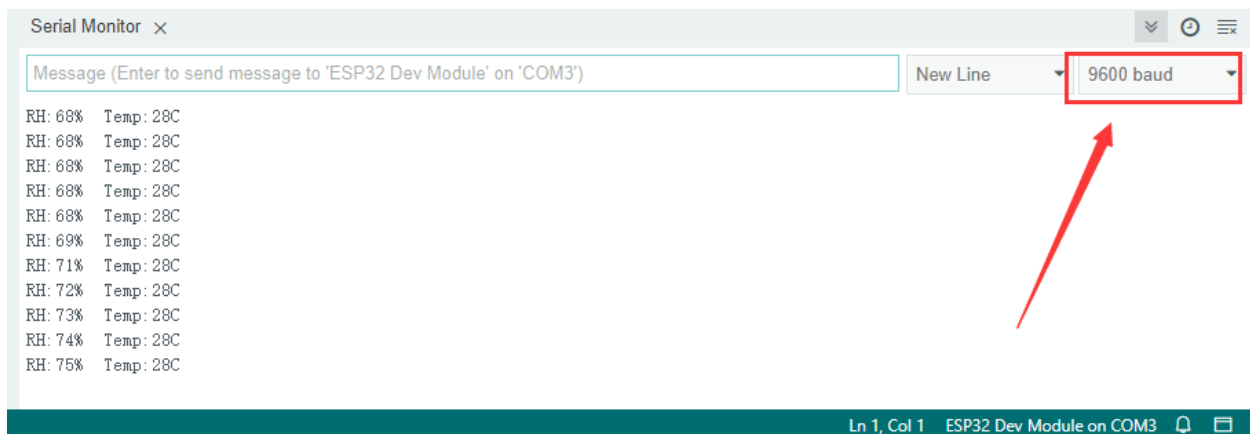 Serial Monitor
Message (Enter to send message to 'ESP32 Dev Module' on 'COM3')
New Line
9600 baud
RH: 68% Temp: 28C
RH: 68% Temp: 28C
RH: 68% Temp: 28C
RH: 68% Temp: 28C
RH: 68% Temp: 28C
RH: 69% Temp: 28C
RH: 71% Temp: 28C
RH: 72% Temp: 28C
RH: 73% Temp: 28C
RH: 74% Temp: 28C
RH: 75% Temp: 28C
Ln 1, Col 1 ESP32 Dev Module on COM3